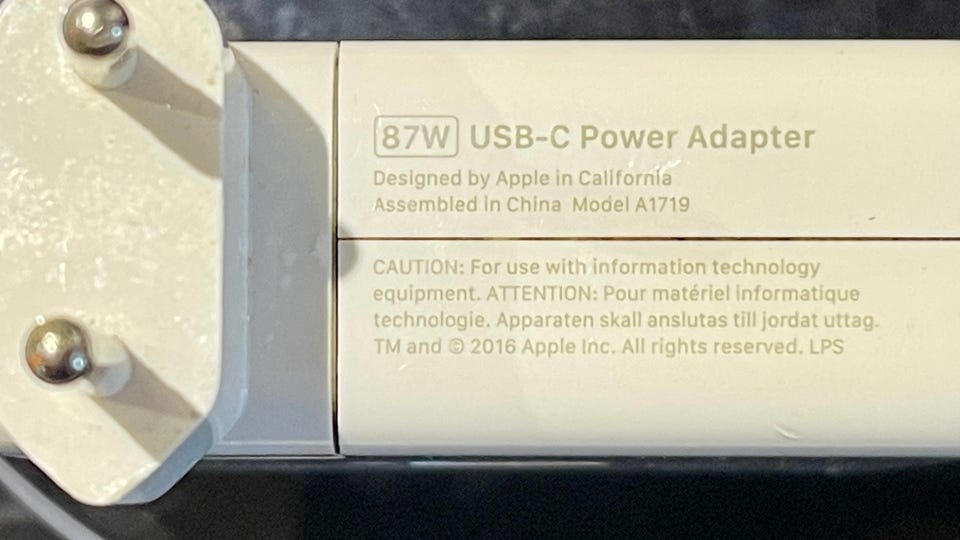 87W USB-C Power Adapter
Designed by Apple in California
Assembled in China Model A1719
CAUTION: For use with information technology
equipment. ATTENTION: Pour matériel informatique
technologie. Apparaten skall anslutas till jordat uttag.
TM and © 2016 Apple Inc. All rights reserved. LPS